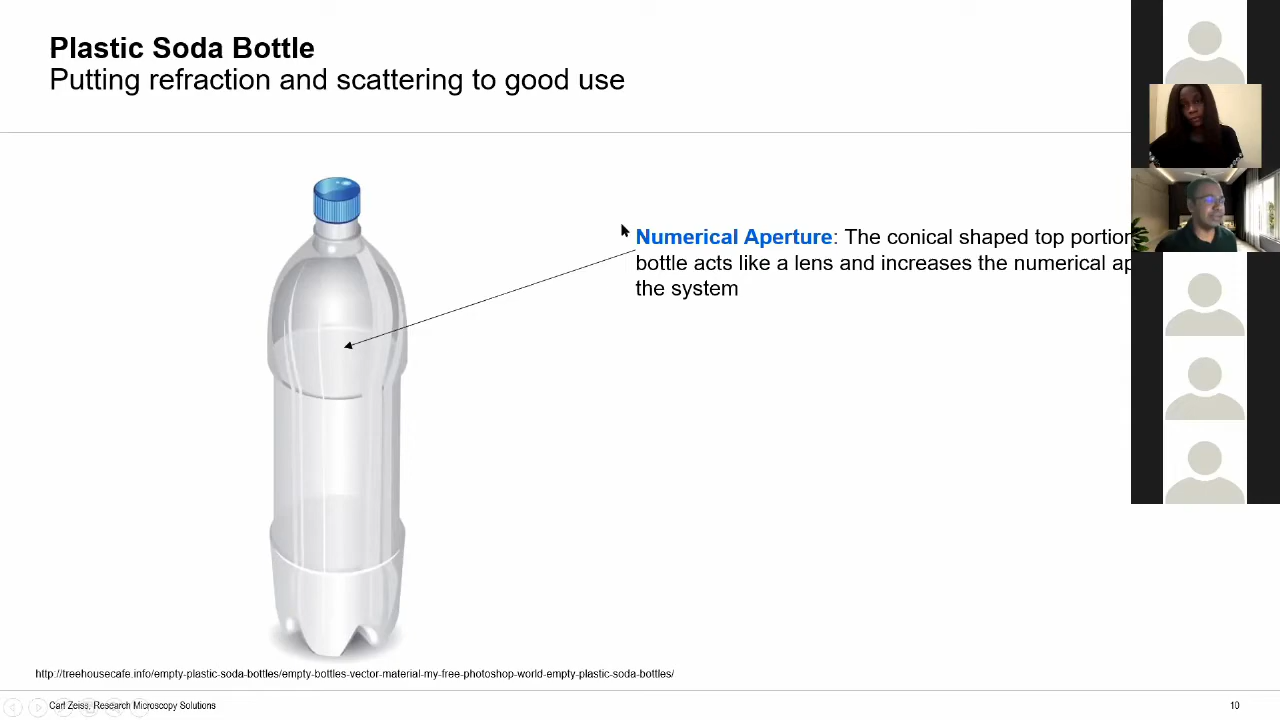 Plastic Soda Bottle
Putting refraction and scattering to good use
Numerical Aperture: The conical shaped top portion
bottle acts like a lens and increases the numerical ap
the system
http://treehousecafe.info/empty-plastic-soda-bottles/empty-bottles-vector-material-my-free-photoshop-world-empty-plastic-soda-bottles/
Carl Zeiss, Research Microscopy Solutions
10